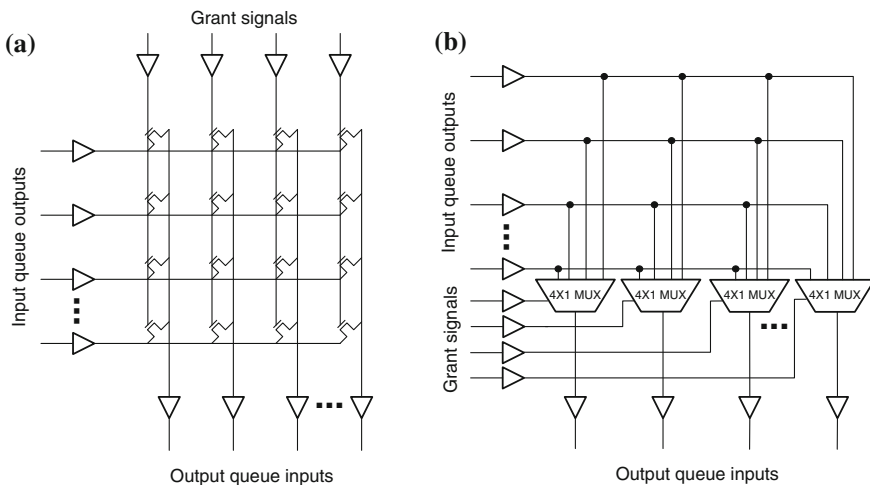 (a)
Grant signals
Input queue outputs
Output queue inputs
(b)
Input queue outputs
Grant signals
4X1 MUX
4X1 MUX
4X1 MUX
4X1 MUX
Output queue inputs